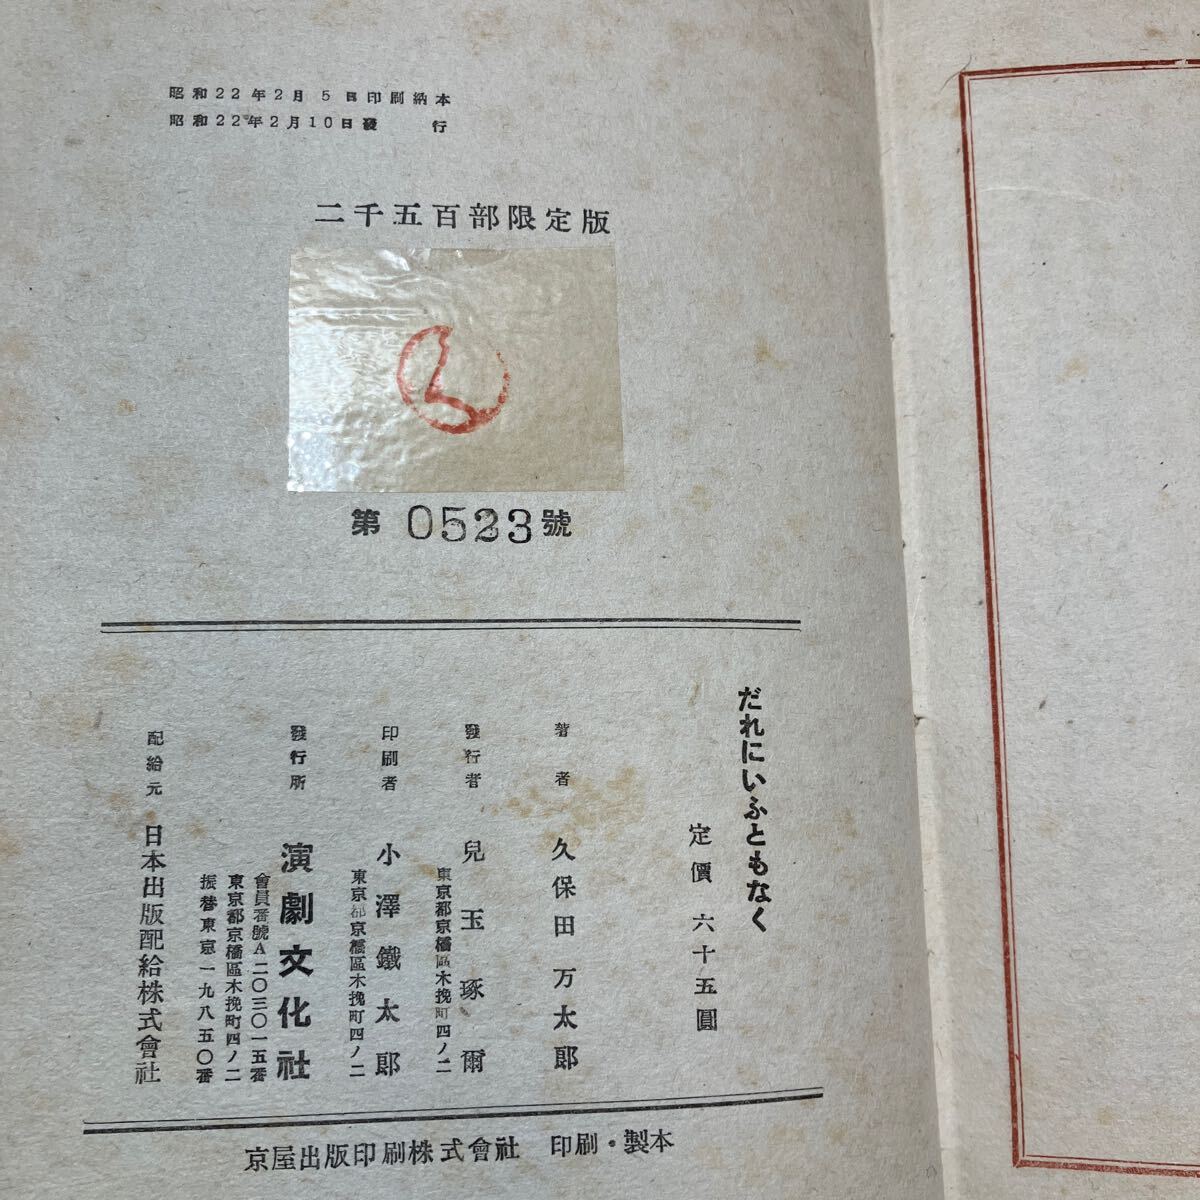 昭和22年2月5日印刷納本
昭和22年2月10日發行
二千五百部限定版
第0523號
だれにいふともなく
定價 六十五圓
著者 久保田万太郎
發行者 兒玉琢爾
東京都京橋區木挽町四ノ二
印刷者 小澤鐵太郎
東京都京橋區木挽町四ノ二
發行所 演劇文化社
會員番號A二〇三〇一五番
東京都京橋區木挽町四ノ二
振替東京一九八五〇番
配給元 日本出版配給株式會社
京屋出版印刷株式會社 印刷・製本